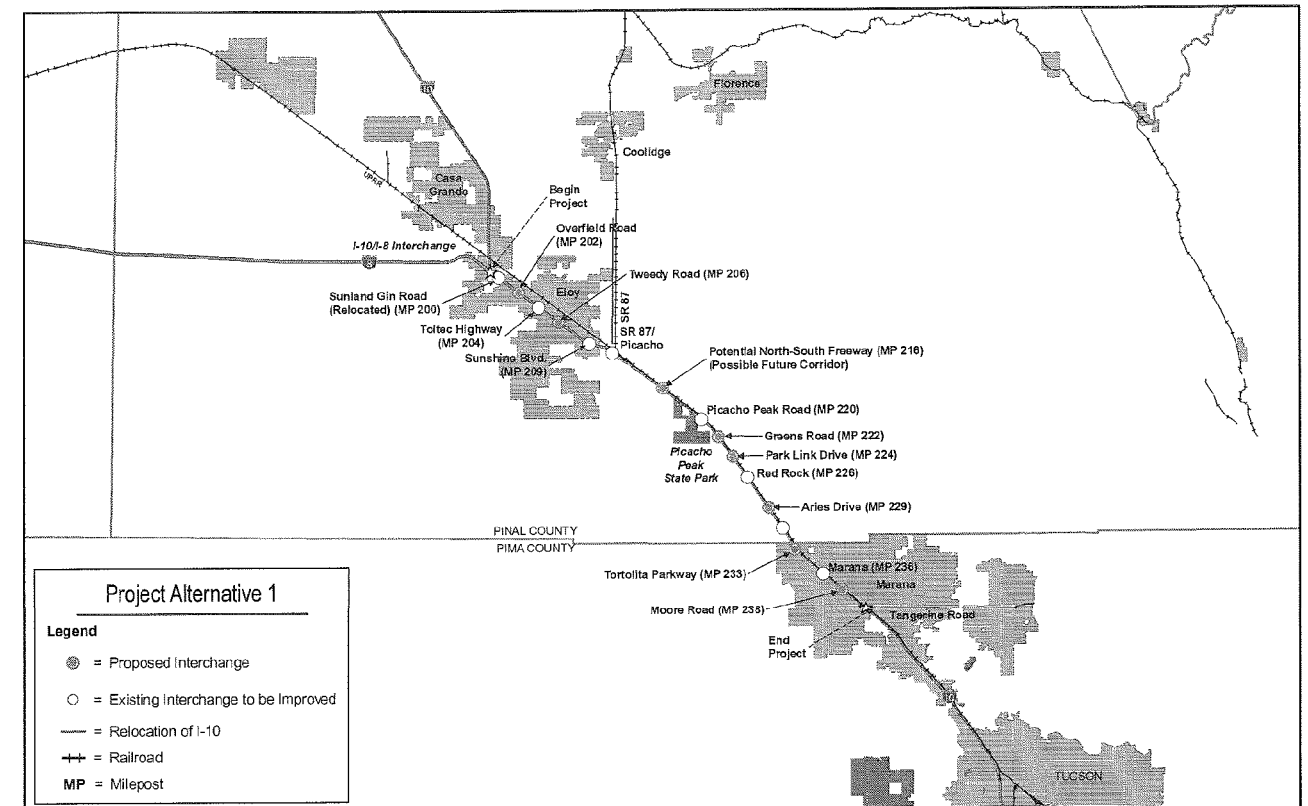 10
Florence
Coolidge
UPRR
Casa
Grande
Begin
Project
Overfield Road
(MP 202)
I-10/I-8 Interchange
8
Tweedy Road (MP 206)
Eloy
Sunland Gin Road
(Relocated) (MP 200)
SR 87
Toltec Highway
(MP 204)
SR 87/
Picacho
Sunshine Blvd.
(MP 209)
Potential North-South Freeway (MP 216)
(Possible Future Corridor)
Picacho Peak Road (MP 220)
Greens Road (MP 222)
Picacho
Peak
State Park
Park Link Drive (MP 224)
Red Rock (MP 226)
Aries Drive (MP 229)
PINAL COUNTY
PIMA COUNTY
Tortolita Parkway (MP 233)
Marana (MP 236)
Marana
Moore Road (MP 238)
Tangerine Road
End
Project
10
TUCSON
Project Alternative 1
Legend
= Proposed Interchange
= Existing Interchange to be Improved
= Relocation of I-10
= Railroad
MP = Milepost